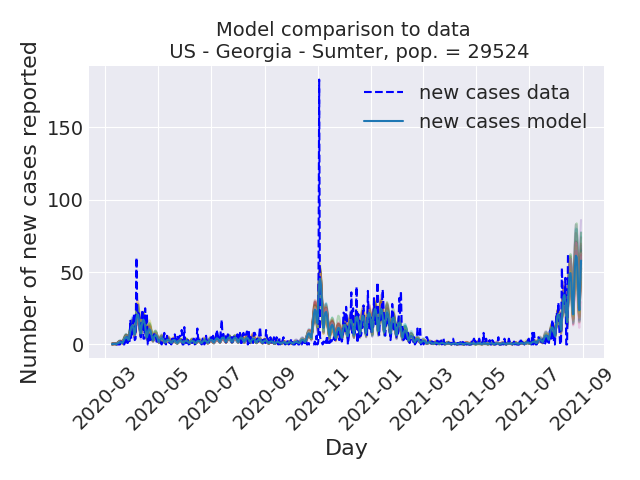 Model comparison to data
US - Georgia - Sumter, pop. = 29524
Number of new cases reported
150
100
50
0
new cases data
new cases model
2020-03
2020-05
2020-07
2020-09
2020-11
2021-01
2021-03
2021-05
2021-07
2021-09
Day